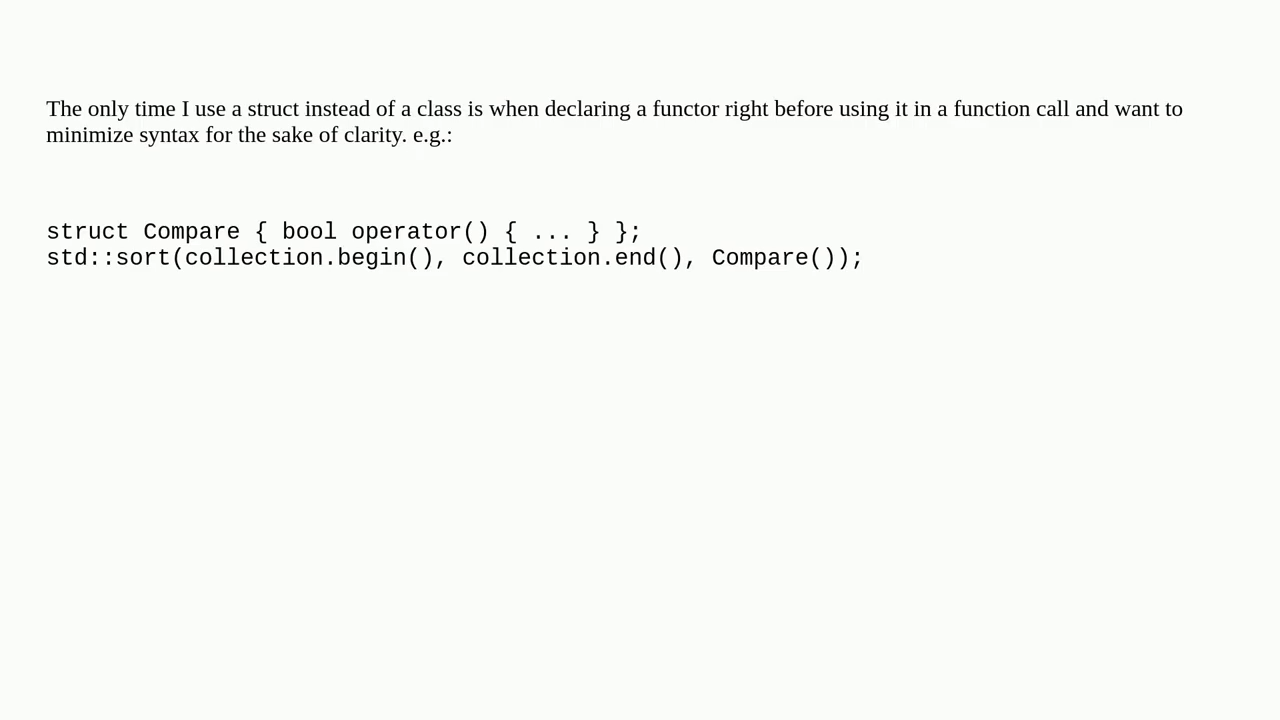 The only time I use a struct instead of a class is when declaring a functor right before using it in a function call and want to
minimize syntax for the sake of clarity. e.g.:
struct Compare { bool operator() { ... } };
std::sort(collection.begin(), collection.end(), Compare());